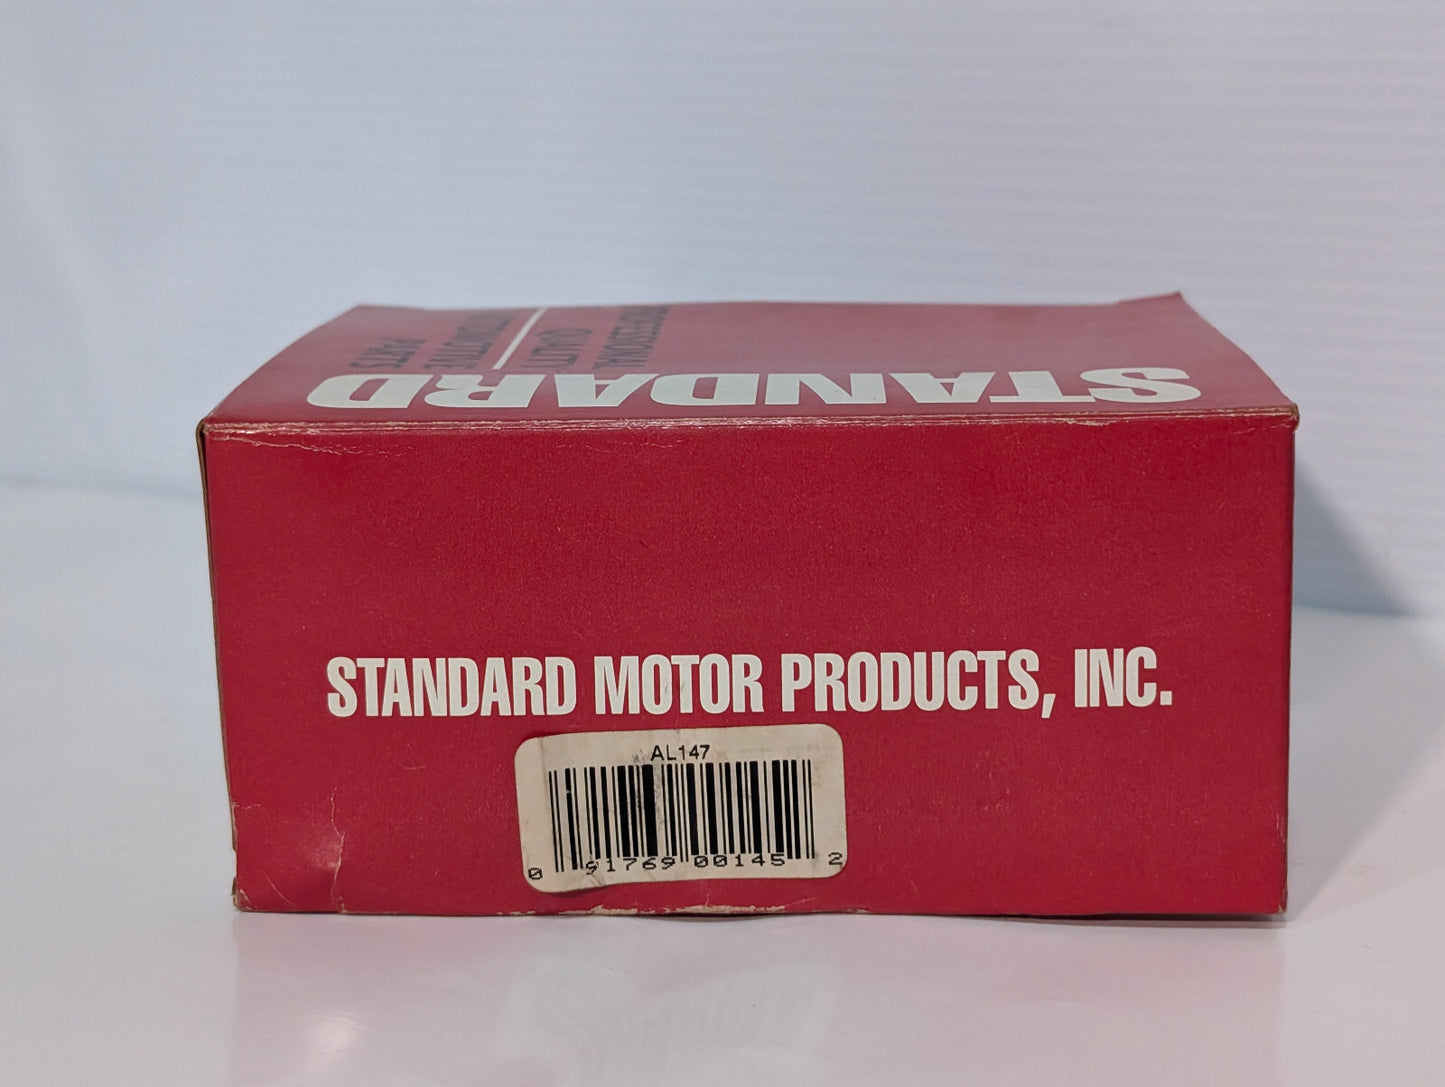 STANDARD
PROFESSIONAL
QUALITY
AUTOMOTIVE
PARTS
STANDARD MOTOR PRODUCTS, INC.
AL147
0 91769 00145 2